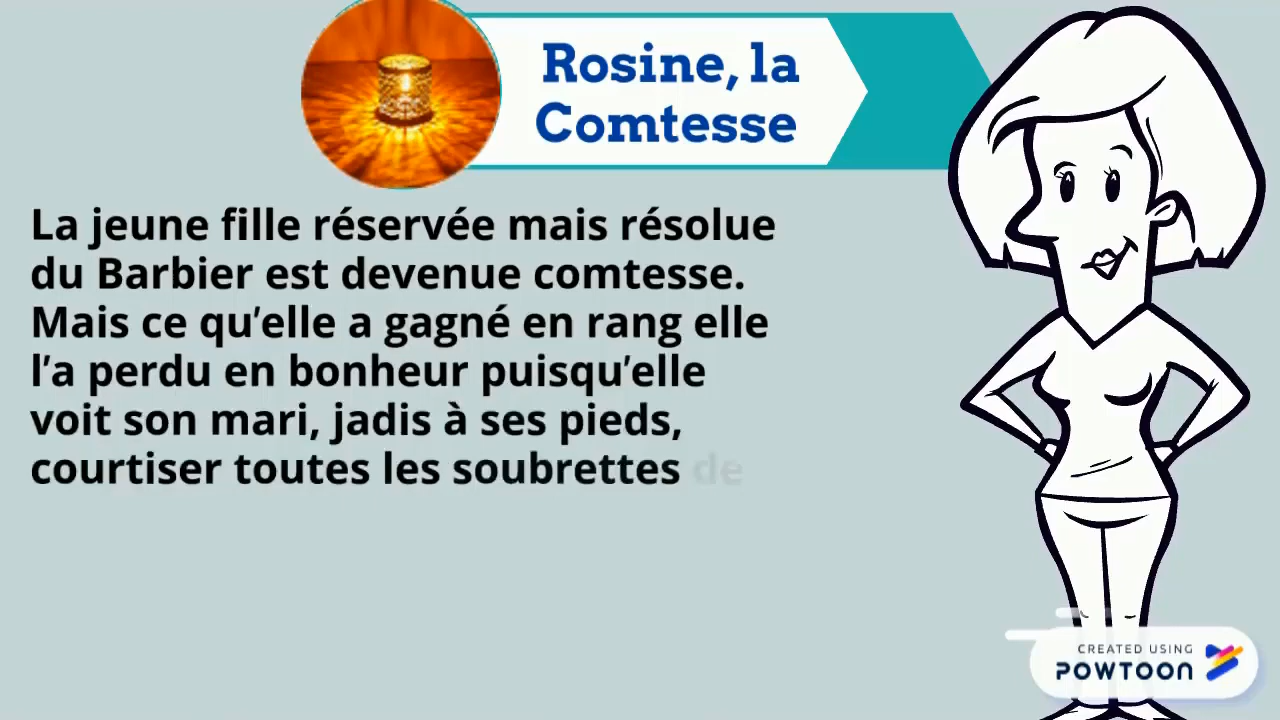 Rosine, la
Comtesse
La jeune fille réservée mais résolue
du Barbier est devenue comtesse.
Mais ce qu'elle a gagné en rang elle
l'a perdu en bonheur puisqu'elle
voit son mari, jadis à ses pieds,
courtiser toutes les soubrettes de
CREATED USING
POWTOON